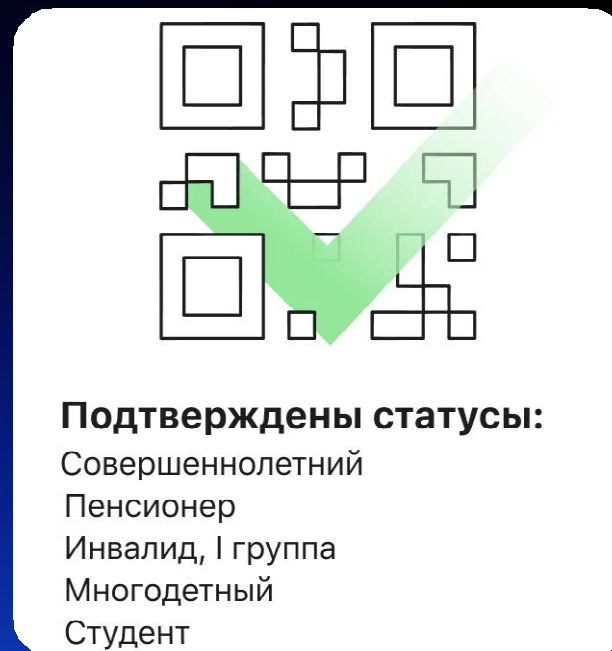 Подтверждены статусы:
Совершеннолетний
Пенсионер
Инвалид, I группа
Многодетный
Студент